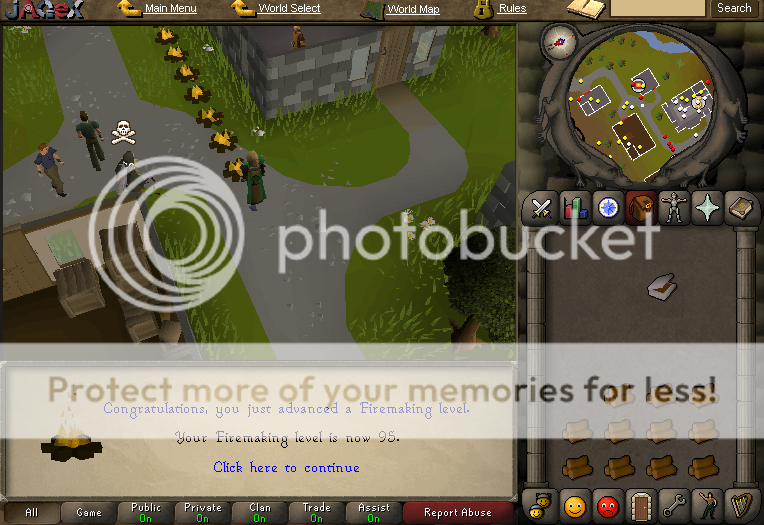 JAGEX
Main Menu
World Select
World Map
Rules
Search
photobucket
Protect more of your memories for less!
Congratulations, you just advanced a Firemaking level.
Your Firemaking level is now 95.
Click here to continue
All
Game
Public
On
Private
On
Clan
On
Trade
On
Assist
On
Report Abuse